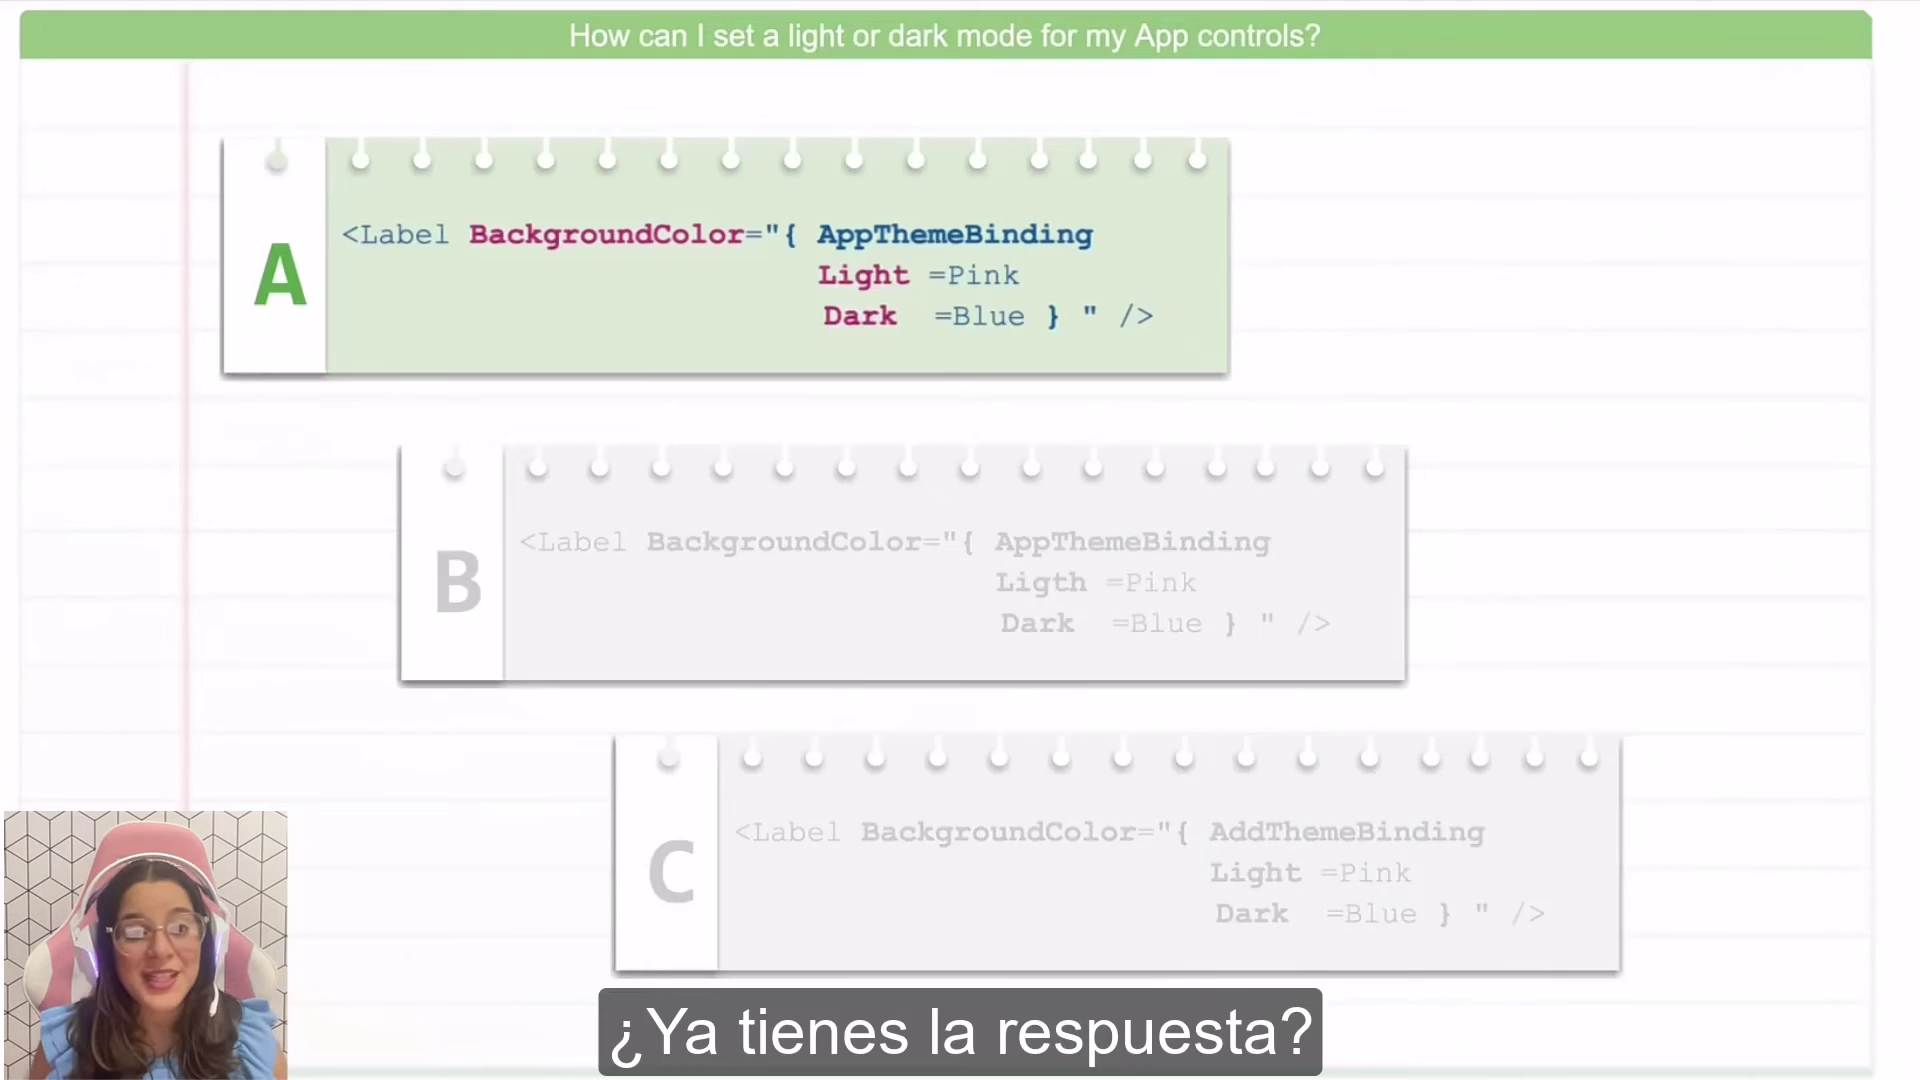 How can I set a light or dark mode for my App controls?
A
<Label BackgroundColor="{ AppThemeBinding
Light =Pink
Dark =Blue } " />
B
<Label BackgroundColor="{ AppThemeBinding
Ligth =Pink
Dark =Blue } " />
C
<Label BackgroundColor="{ AddThemeBinding
Light =Pink
Dark =Blue } " />
¿Ya tienes la respuesta?